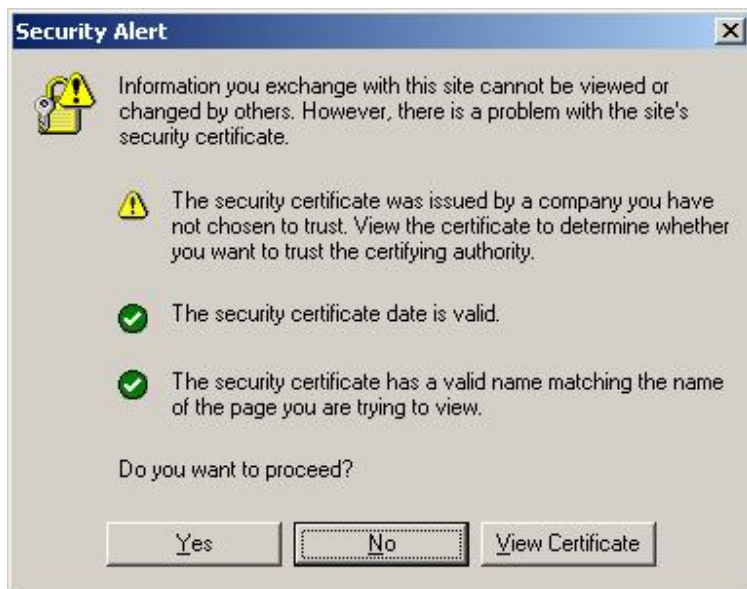 Security Alert
Information you exchange with this site cannot be viewed or
changed by others. However, there is a problem with the site's
security certificate.
The security certificate was issued by a company you have
not chosen to trust. View the certificate to determine whether
you want to trust the certifying authority.
The security certificate date is valid.
The security certificate has a valid name matching the name
of the page you are trying to view.
Do you want to proceed?
Yes No View Certificate